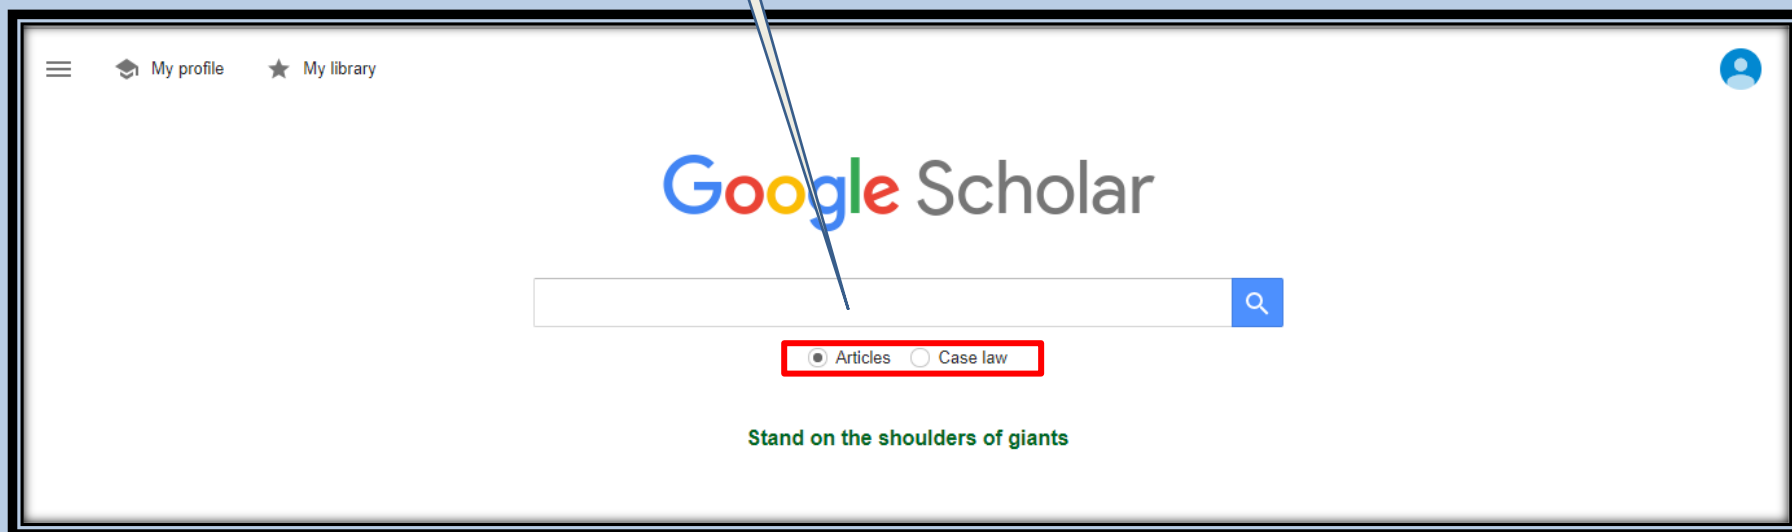 My profile My library
Google Scholar
Articles Case law
Stand on the shoulders of giants